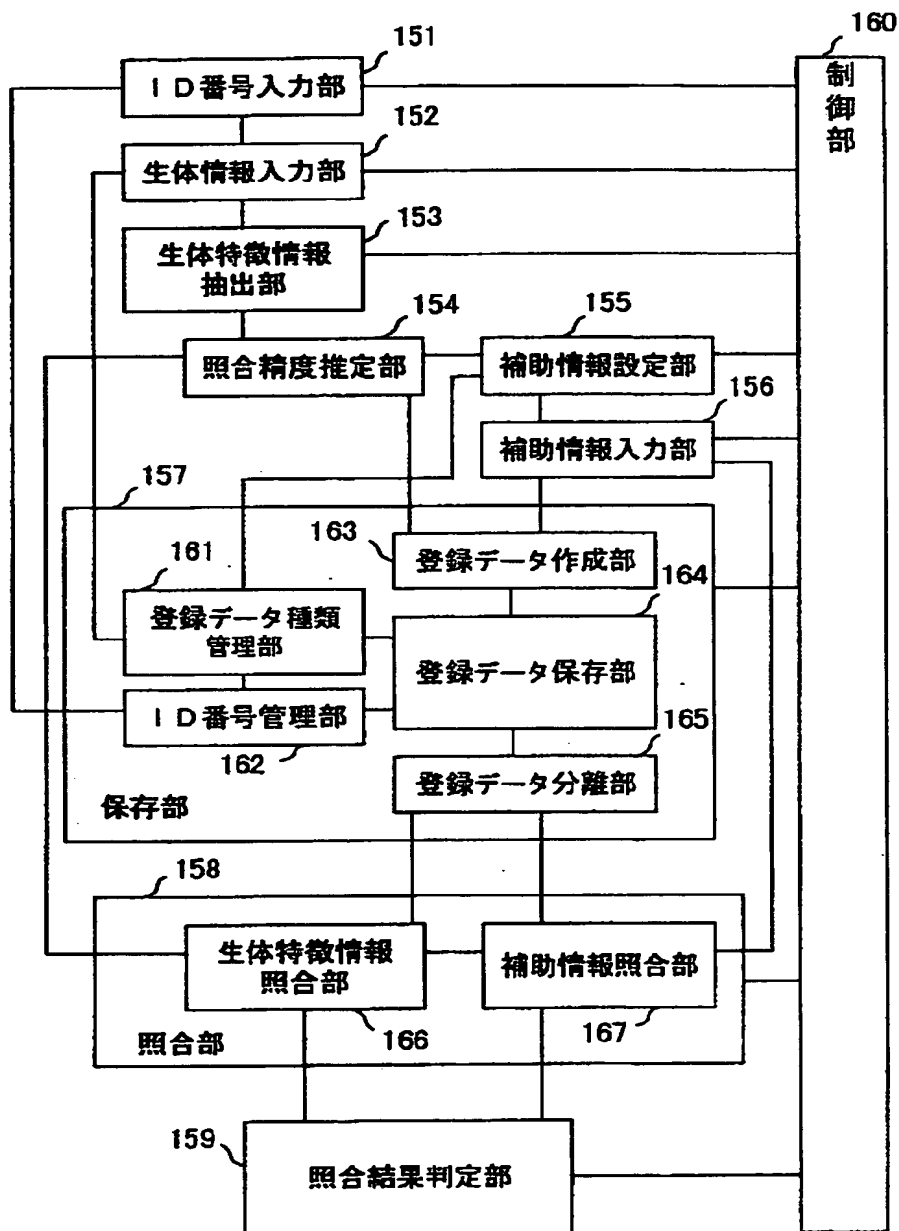 160
制御部
151
ID番号入力部
152
生体情報入力部
153
生体特徴情報
抽出部
154
照合精度推定部
155
補助情報設定部
156
補助情報入力部
157
163
登録データ作成部
161
登録データ種類
管理部
164
登録データ保存部
ID番号管理部
162
165
登録データ分離部
保存部
158
生体特徴情報
照合部
補助情報照合部
166
167
照合部
159
照合結果判定部